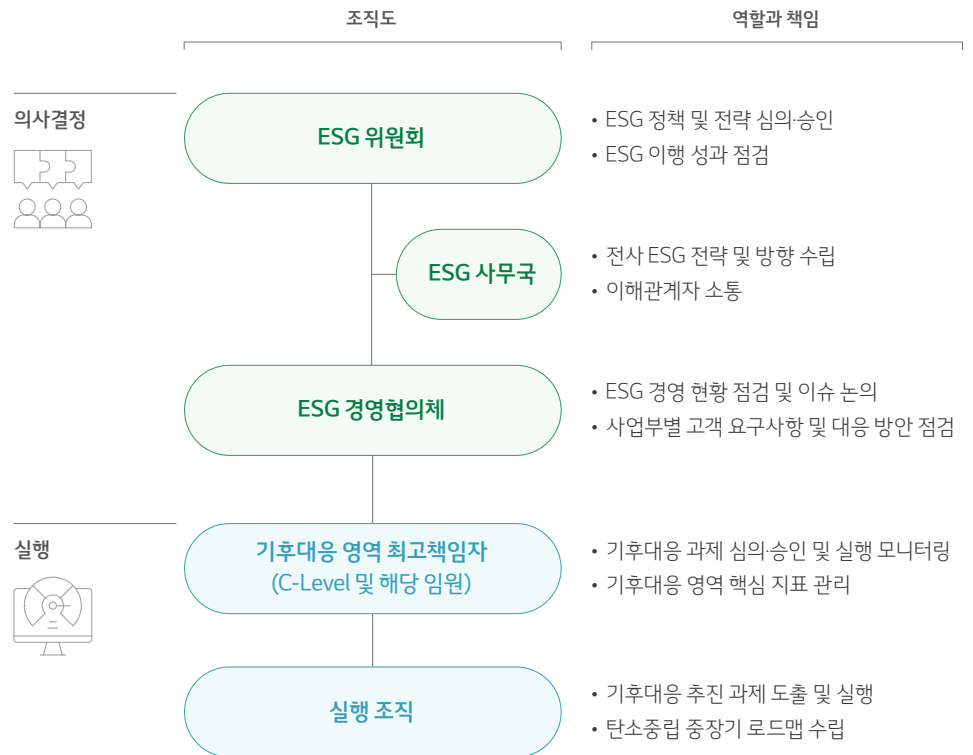 조직도
역할과 책임
의사결정
ESG 위원회
• ESG 정책 및 전략 심의·승인
• ESG 이행 성과 점검
ESG 사무국
• 전사 ESG 전략 및 방향 수립
• 이해관계자 소통
ESG 경영협의체
• ESG 경영 현황 점검 및 이슈 논의
• 사업부별 고객 요구사항 및 대응 방안 점검
실행
기후대응 영역 최고책임자
(C-Level 및 해당 임원)
• 기후대응 과제 심의·승인 및 실행 모니터링
• 기후대응 영역 핵심 지표 관리
실행 조직
• 기후대응 추진 과제 도출 및 실행
• 탄소중립 중장기 로드맵 수립